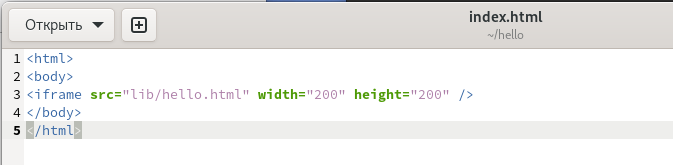 Открыть
index.html
~/hello
1 <html>
2 <body>
3 <iframe src="lib/hello.html" width="200" height="200" />
4 </body>
5 </html>